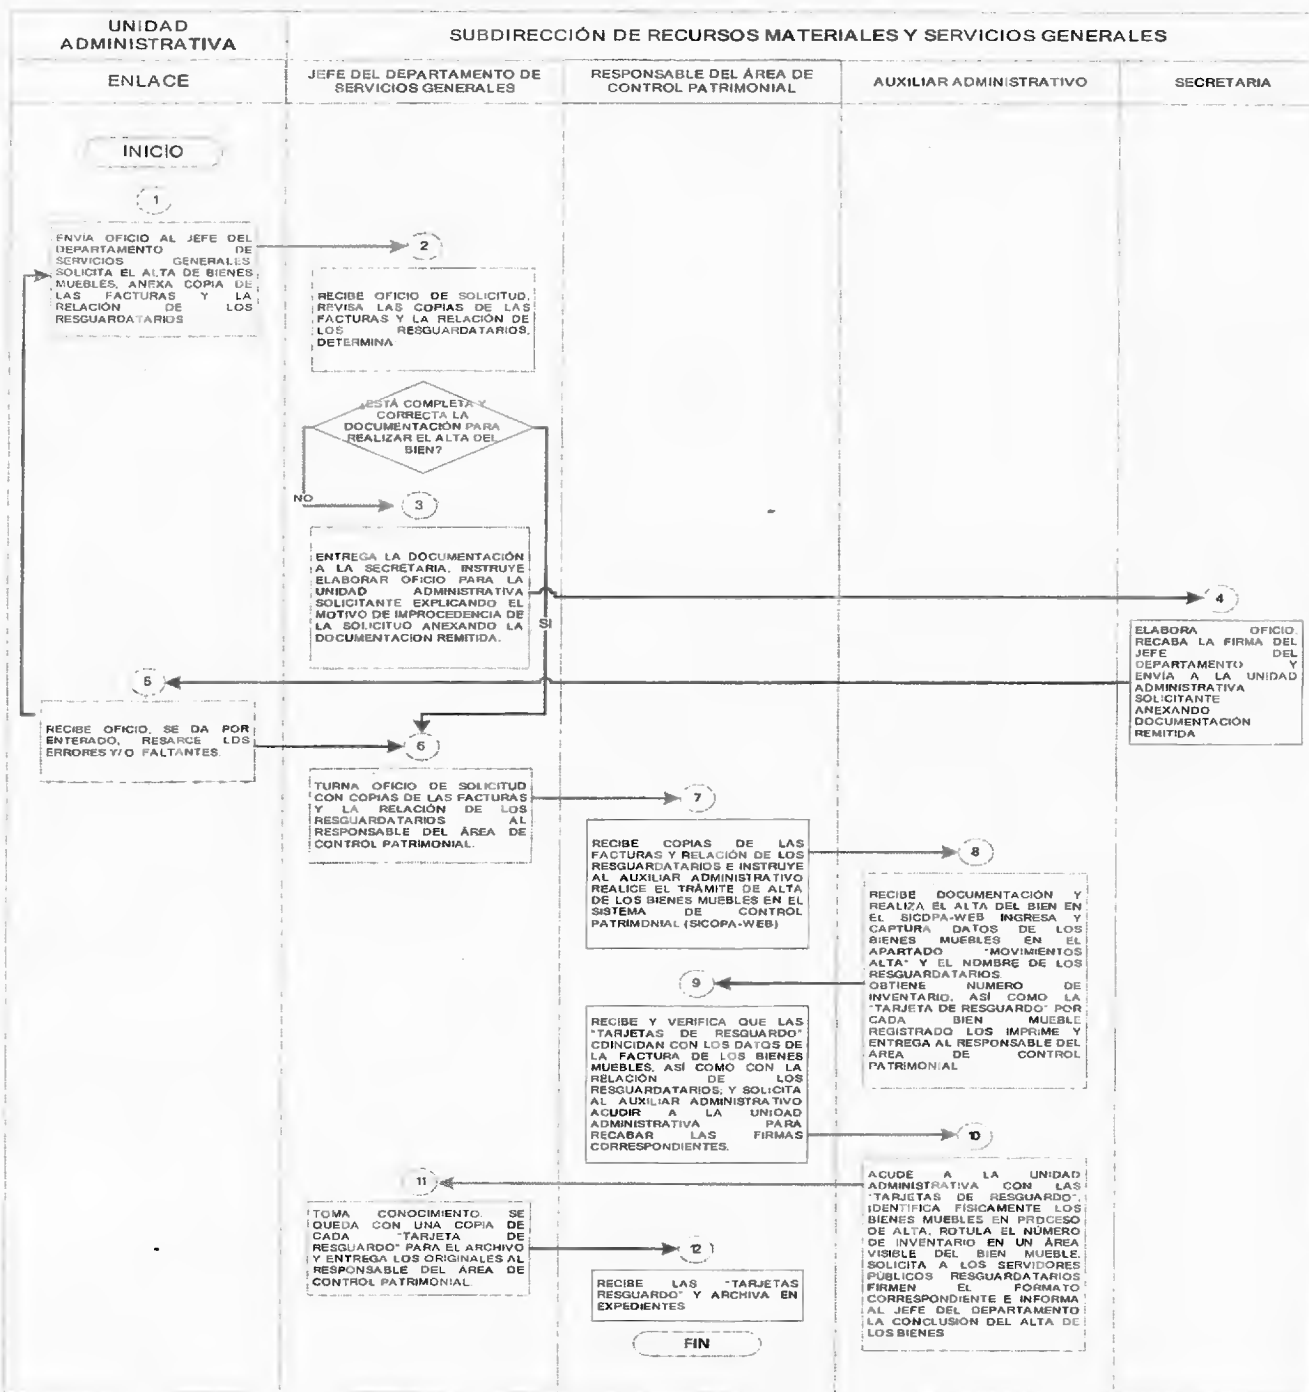 UNIDAD
ADMINISTRATIVA
SUBDIRECCIÓN DE RECURSOS MATERIALES Y SERVICIOS GENERALES
ENLACE
JEFE DEL DEPARTAMENTO DE
SERVICIOS GENERALES
RESPONSABLE DEL ÁREA DE
CONTROL PATRIMONIAL
AUXILIAR ADMINISTRATIVO
SECRETARIA
INICIO
1
ENVÍA OFICIO AL JEFE DEL
DEPARTAMENTO DE
SERVICIOS GENERALES
SOLICITA EL ALTA DE BIENES
MUEBLES, ANEXA COPIA DE
LAS FACTURAS Y LA
RELACIÓN DE LOS
RESGUARDATARIOS
2
RECIBE OFICIO DE SOLICITUD,
REVISA LAS COPIAS DE LAS
FACTURAS Y LA RELACIÓN DE
LOS RESGUARDATARIOS,
DETERMINA
¿ESTÁ COMPLETA Y
CORRECTA LA
DOCUMENTACIÓN PARA
REALIZAR EL ALTA DEL
BIEN?
NO
3
ENTREGA LA DOCUMENTACIÓN
A LA SECRETARIA, INSTRUYE
ELABORAR OFICIO PARA LA
UNIDAD ADMINISTRATIVA
SOLICITANTE EXPLICANDO EL
MOTIVO DE IMPROCEDENCIA DE
LA SOLICITUD ANEXANDO LA
DOCUMENTACION REMITIDA.
SI
4
ELABORA OFICIO,
RECABA LA FIRMA DEL
JEFE DEL
DEPARTAMENTO Y
ENVÍA A LA UNIDAD
ADMINISTRATIVA
SOLICITANTE
ANEXANDO
DOCUMENTACIÓN
REMITIDA
5
RECIBE OFICIO, SE DA POR
ENTERADO, RESARCE LOS
ERRORES Y/O FALTANTES.
6
TURNA OFICIO DE SOLICITUD
CON COPIAS DE LAS FACTURAS
Y LA RELACIÓN DE LOS
RESGUARDATARIOS AL
RESPONSABLE DEL ÁREA DE
CONTROL PATRIMONIAL.
7
RECIBE COPIAS DE LAS
FACTURAS Y RELACIÓN DE LOS
RESGUARDATARIOS E INSTRUYE
AL AUXILIAR ADMINISTRATIVO
REALICE EL TRÁMITE DE ALTA
DE LOS BIENES MUEBLES EN EL
SISTEMA DE CONTROL
PATRIMONIAL (SICOPA-WEB)
8
RECIBE DOCUMENTACIÓN Y
REALIZA EL ALTA DEL BIEN EN
EL SICOPA-WEB INGRESA Y
CAPTURA DATOS DE LOS
BIENES MUEBLES EN EL
APARTADO "MOVIMIENTOS
ALTA" Y EL NOMBRE DE LOS
RESGUARDATARIOS.
OBTIENE NUMERO DE
INVENTARIO, ASÍ COMO LA
"TARJETA DE RESGUARDO" POR
CADA BIEN MUEBLE
REGISTRADO LOS IMPRIME Y
ENTREGA AL RESPONSABLE DEL
AREA DE CONTROL
PATRIMONIAL
9
RECIBE Y VERIFICA QUE LAS
"TARJETAS DE RESGUARDO"
COINCIDAN CON LOS DATOS DE
LA FACTURA DE LOS BIENES
MUEBLES, ASÍ COMO CON LA
RELACIÓN DE LOS
RESGUARDATARIOS, Y SOLICITA
AL AUXILIAR ADMINISTRATIVO
ACUDIR A LA UNIDAD
ADMINISTRATIVA PARA
RECABAR LAS FIRMAS
CORRESPONDIENTES.
10
ACUDE A LA UNIDAD
ADMINISTRATIVA CON LAS
"TARJETAS DE RESGUARDO",
IDENTIFICA FÍSICAMENTE LOS
BIENES MUEBLES EN PROCESO
DE ALTA, ROTULA EL NÚMERO
DE INVENTARIO EN UN ÁREA
VISIBLE DEL BIEN MUEBLE,
SOLICITA A LOS SERVIDORES
PÚBLICOS RESGUARDATARIOS
FIRMEN EL FORMATO
CORRESPONDIENTE E INFORMA
AL JEFE DEL DEPARTAMENTO
LA CONCLUSIÓN DEL ALTA DE
LOS BIENES
11
TOMA CONOCIMIENTO. SE
QUEDA CON UNA COPIA DE
CADA "TARJETA DE
RESGUARDO" PARA EL ARCHIVO
Y ENTREGA LOS ORIGINALES AL
RESPONSABLE DEL ÁREA DE
CONTROL PATRIMONIAL.
12
RECIBE LAS "TARJETAS
RESGUARDO" Y ARCHIVA EN
EXPEDIENTES
FIN